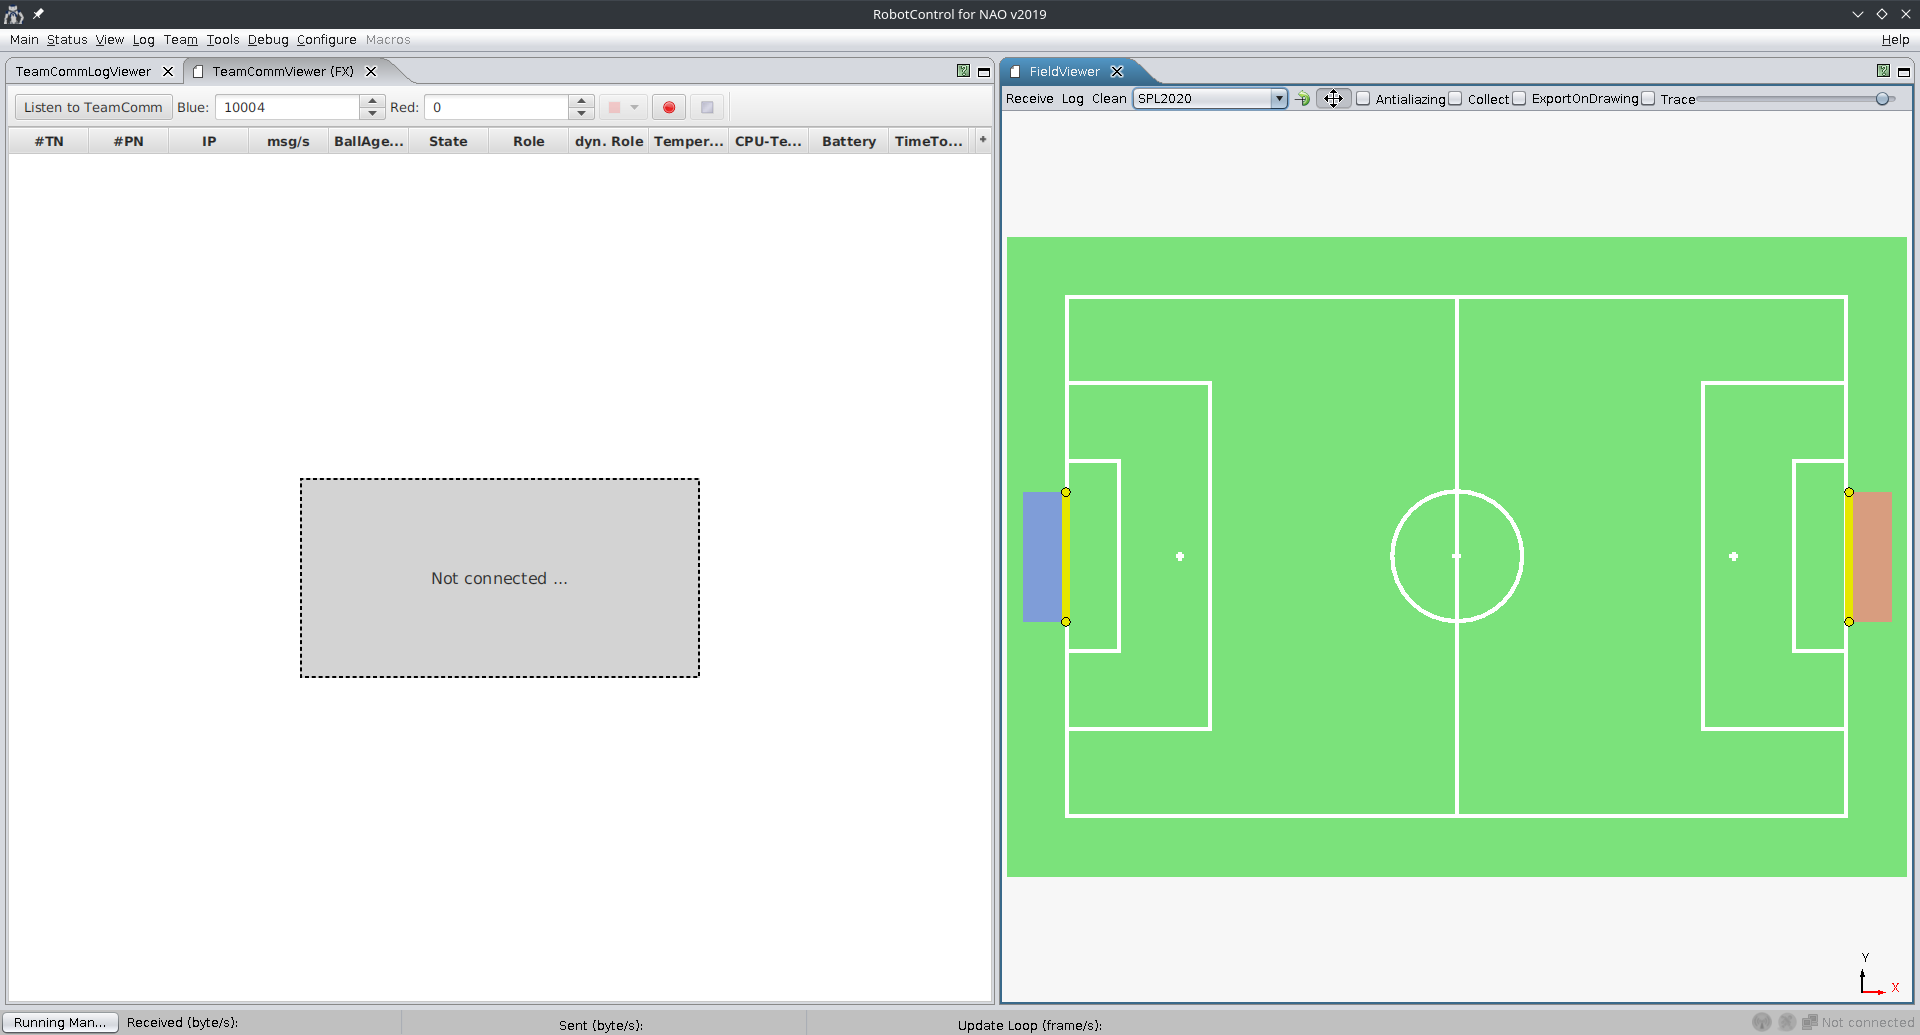 RobotControl for NAO v2019
Main Status View Log Team Tools Debug Configure Macros Help
TeamCommLogViewer TeamCommViewer (FX)
Listen to TeamComm Blue: 10004 Red: 0
#TN #PN IP msg/s BallAge... State Role dyn. Role Temper... CPU-Te... Battery TimeTo... +
Not connected ...
FieldViewer
Receive Log Clean SPL2020 Antialiazing Collect ExportOnDrawing Trace
Y
X
Running Man... Received (byte/s): Sent (byte/s): Update Loop (frame/s): Not connected